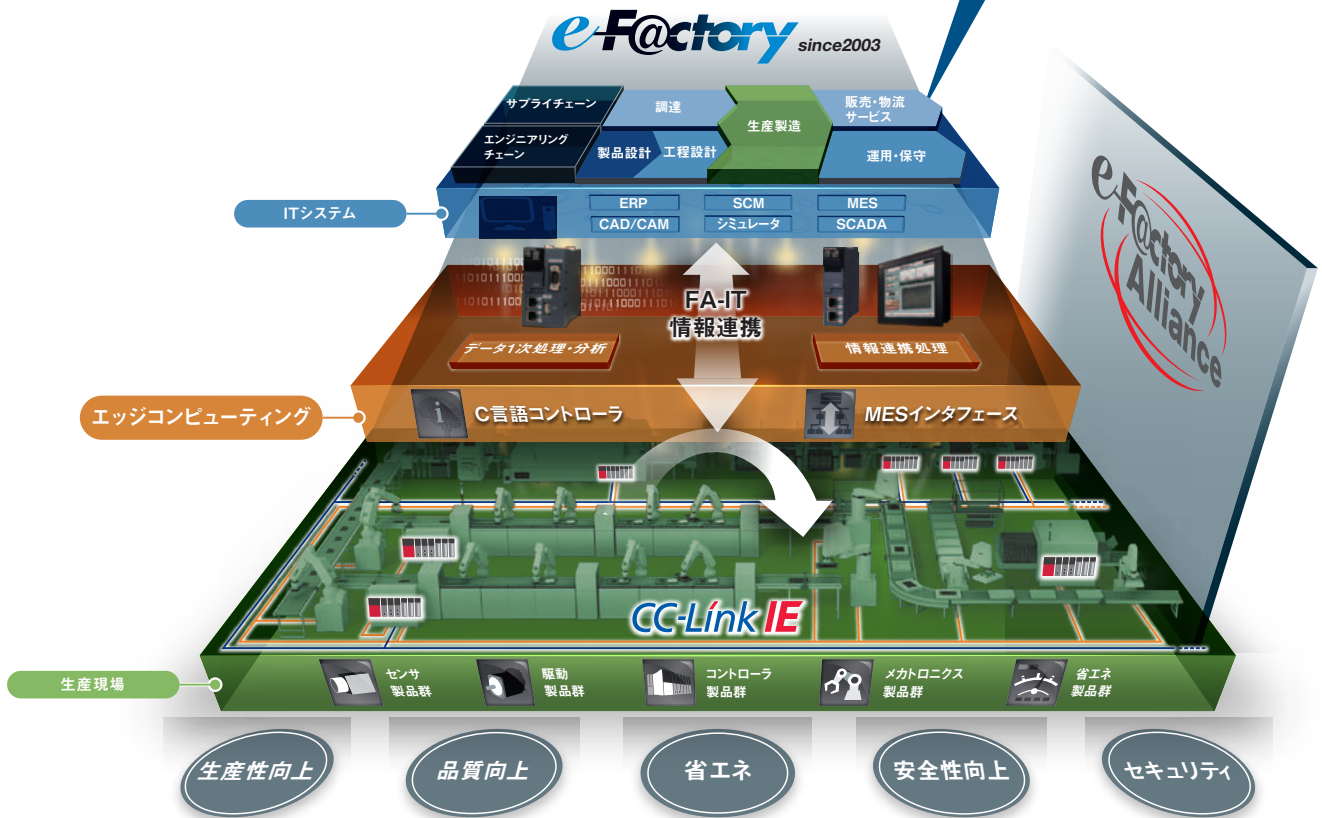 e-F@ctory since2003
サプライチェーン
調達
生産製造
販売・物流
サービス
エンジニアリング
チェーン
製品設計
工程設計
運用・保守
ITシステム
ERP
SCM
MES
CAD/CAM
シミュレータ
SCADA
e-F@ctory
Alliance
FA-IT
情報連携
データ1次処理・分析
情報連携処理
エッジコンピューティング
C言語コントローラ
MESインタフェース
CC-Link IE
生産現場
センサ
製品群
駆動
製品群
コントローラ
製品群
メカトロニクス
製品群
省エネ
製品群
生産性向上
品質向上
省エネ
安全性向上
セキュリティ